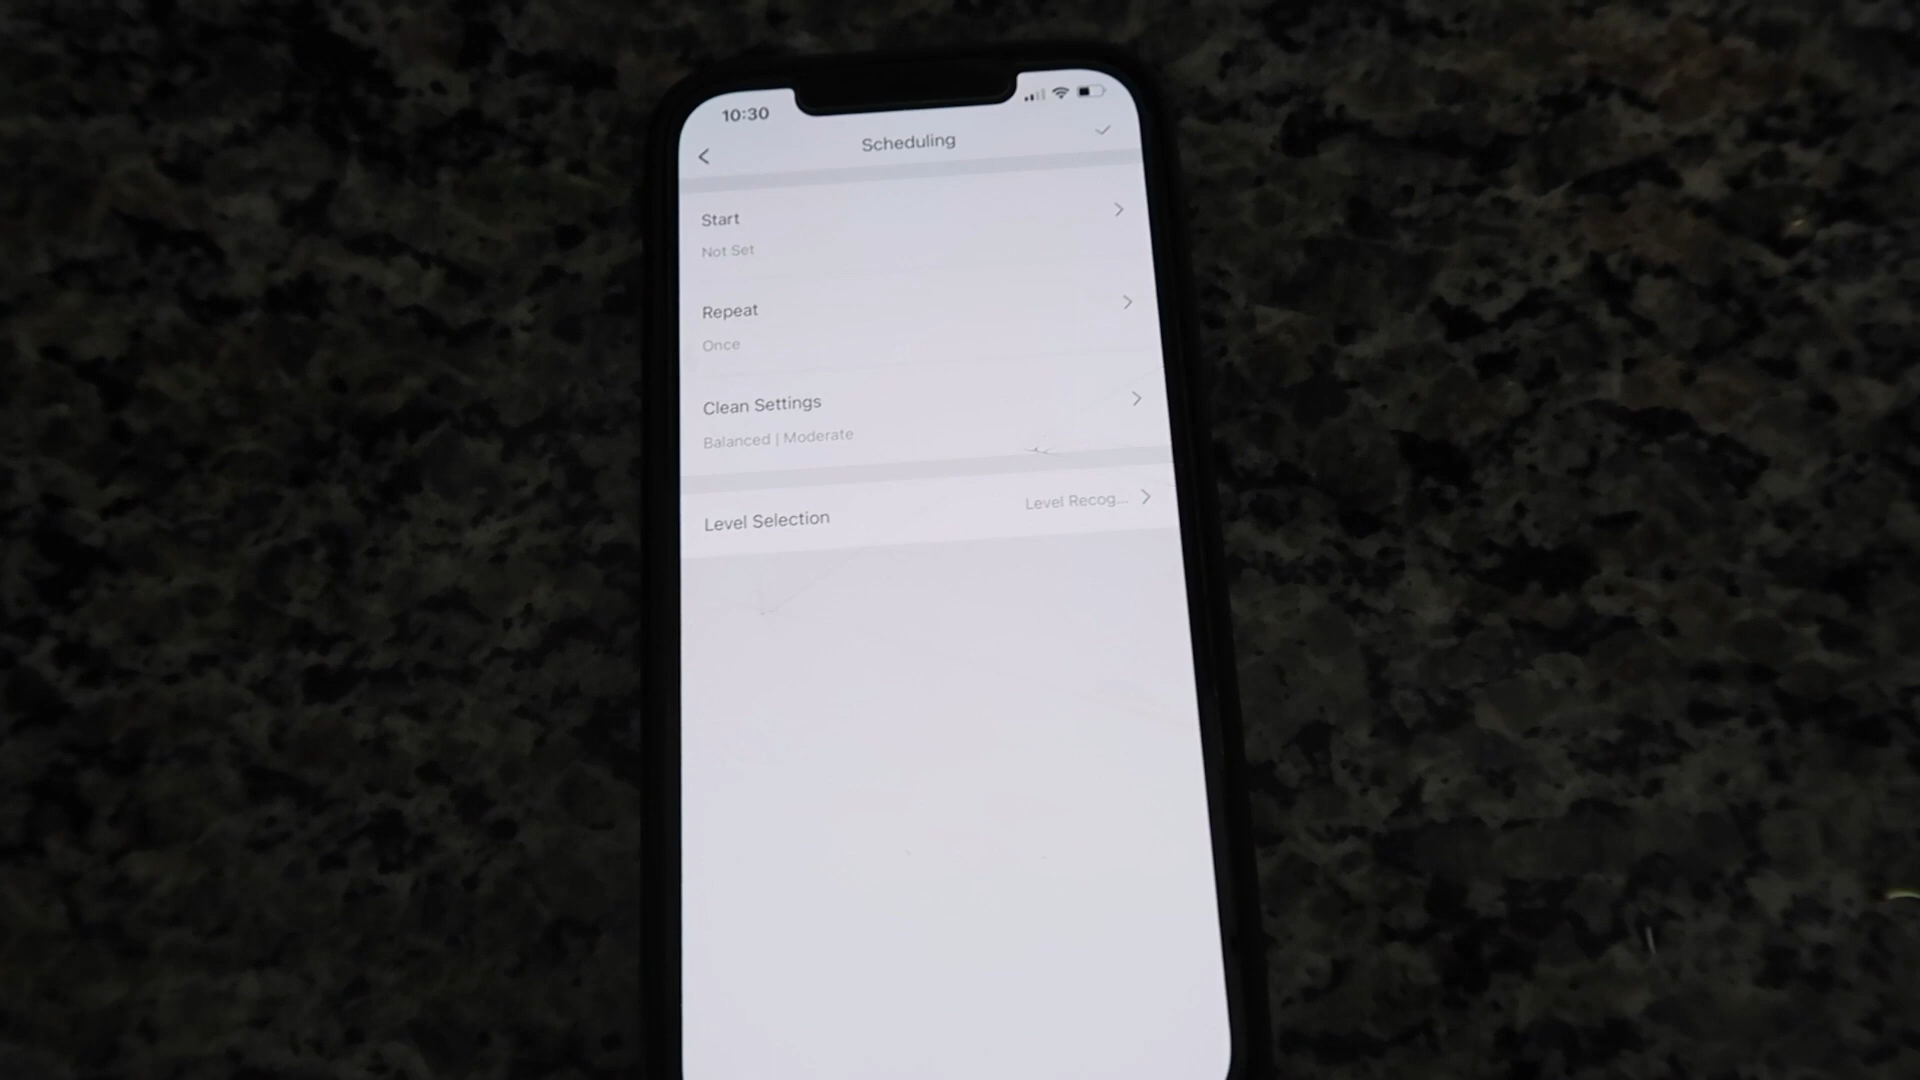 10:30
Scheduling
Start
Not Set
Repeat
Once
Clean Settings
Balanced | Moderate
Level Selection
Level Recog...